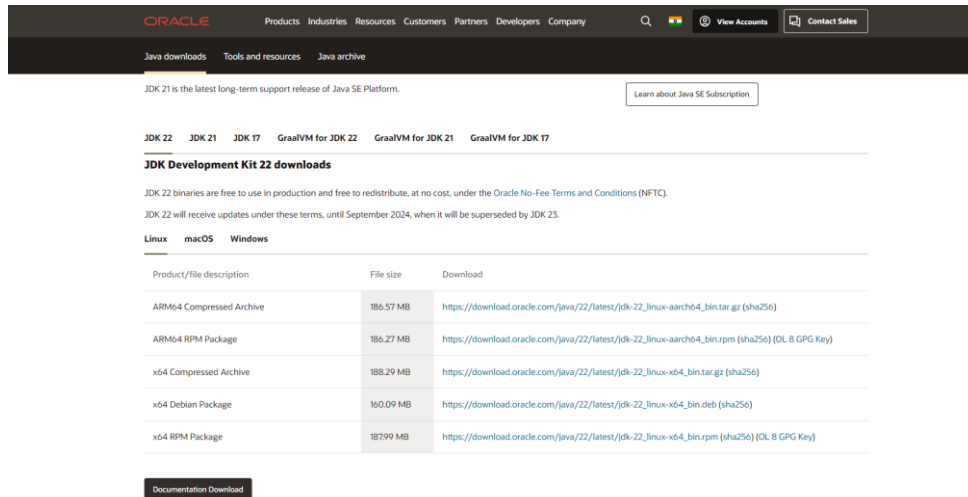 ORACLE Products Industries Resources Customers Partners Developers Company View Accounts Contact Sales
Java downloads Tools and resources Java archive
JDK 21 is the latest long-term support release of Java SE Platform.
Learn about Java SE Subscription
JDK 22 JDK 21 JDK 17 GraalVM for JDK 22 GraalVM for JDK 21 GraalVM for JDK 17
JDK Development Kit 22 downloads
JDK 22 binaries are free to use in production and free to redistribute, at no cost, under the Oracle No-Fee Terms and Conditions (NFTC).
JDK 22 will receive updates under these terms, until September 2024, when it will be superseded by JDK 23.
Linux macOS Windows
Product/file description File size Download
ARM64 Compressed Archive 186.57 MB https://download.oracle.com/java/22/latest/jdk-22_linux-aarch64_bin.tar.gz (sha256)
ARM64 RPM Package 186.27 MB https://download.oracle.com/java/22/latest/jdk-22_linux-aarch64_bin.rpm (sha256) (OL 8 GPG Key)
x64 Compressed Archive 188.29 MB https://download.oracle.com/java/22/latest/jdk-22_linux-x64_bin.tar.gz (sha256)
x64 Debian Package 160.09 MB https://download.oracle.com/java/22/latest/jdk-22_linux-x64_bin.deb (sha256)
x64 RPM Package 187.99 MB https://download.oracle.com/java/22/latest/jdk-22_linux-x64_bin.rpm (sha256) (OL 8 GPG Key)
Documentation Download